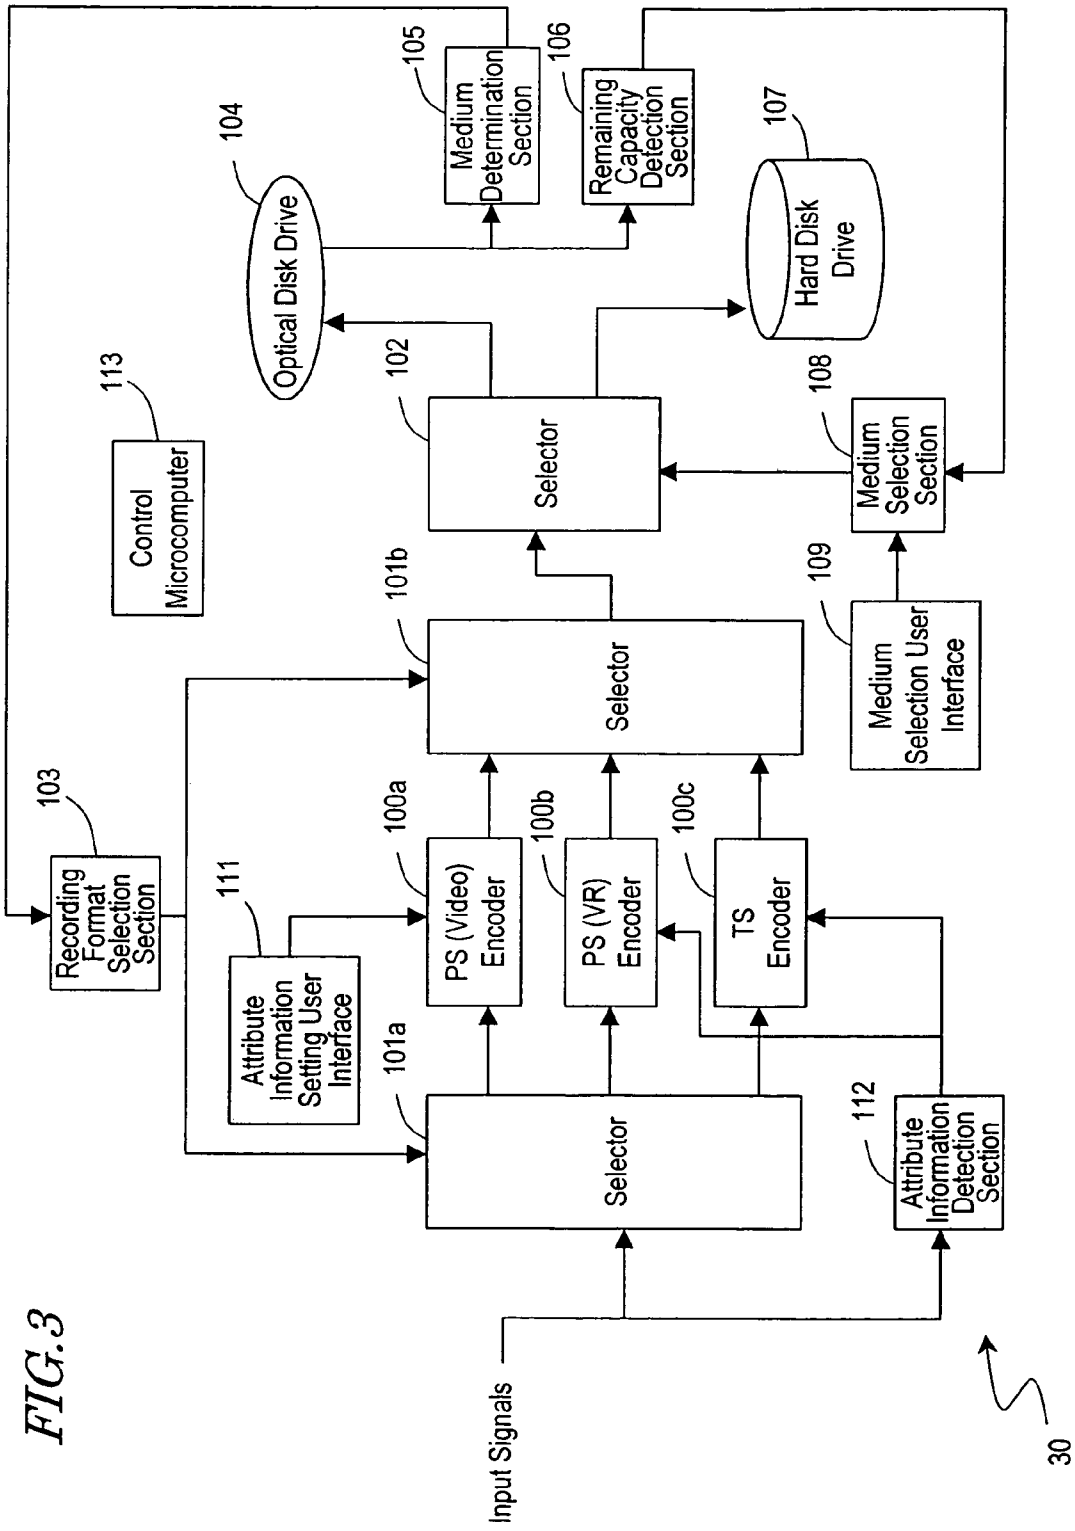 FIG.3
Input Signals
30
101a
Selector
112
Attribute
Information
Detection
Section
111
Attribute
Information
Setting User
Interface
103
Recording
Format
Selection
Section
100a
PS (Video)
Encoder
100b
PS (VR)
Encoder
100c
TS
Encoder
101b
Selector
113
Control
Microcomputer
109
Medium
Selection User
Interface
102
Selector
108
Medium
Selection
Section
104
Optical Disk Drive
105
Medium
Determination
Section
106
Remaining
Capacity
Detection
Section
107
Hard Disk
Drive